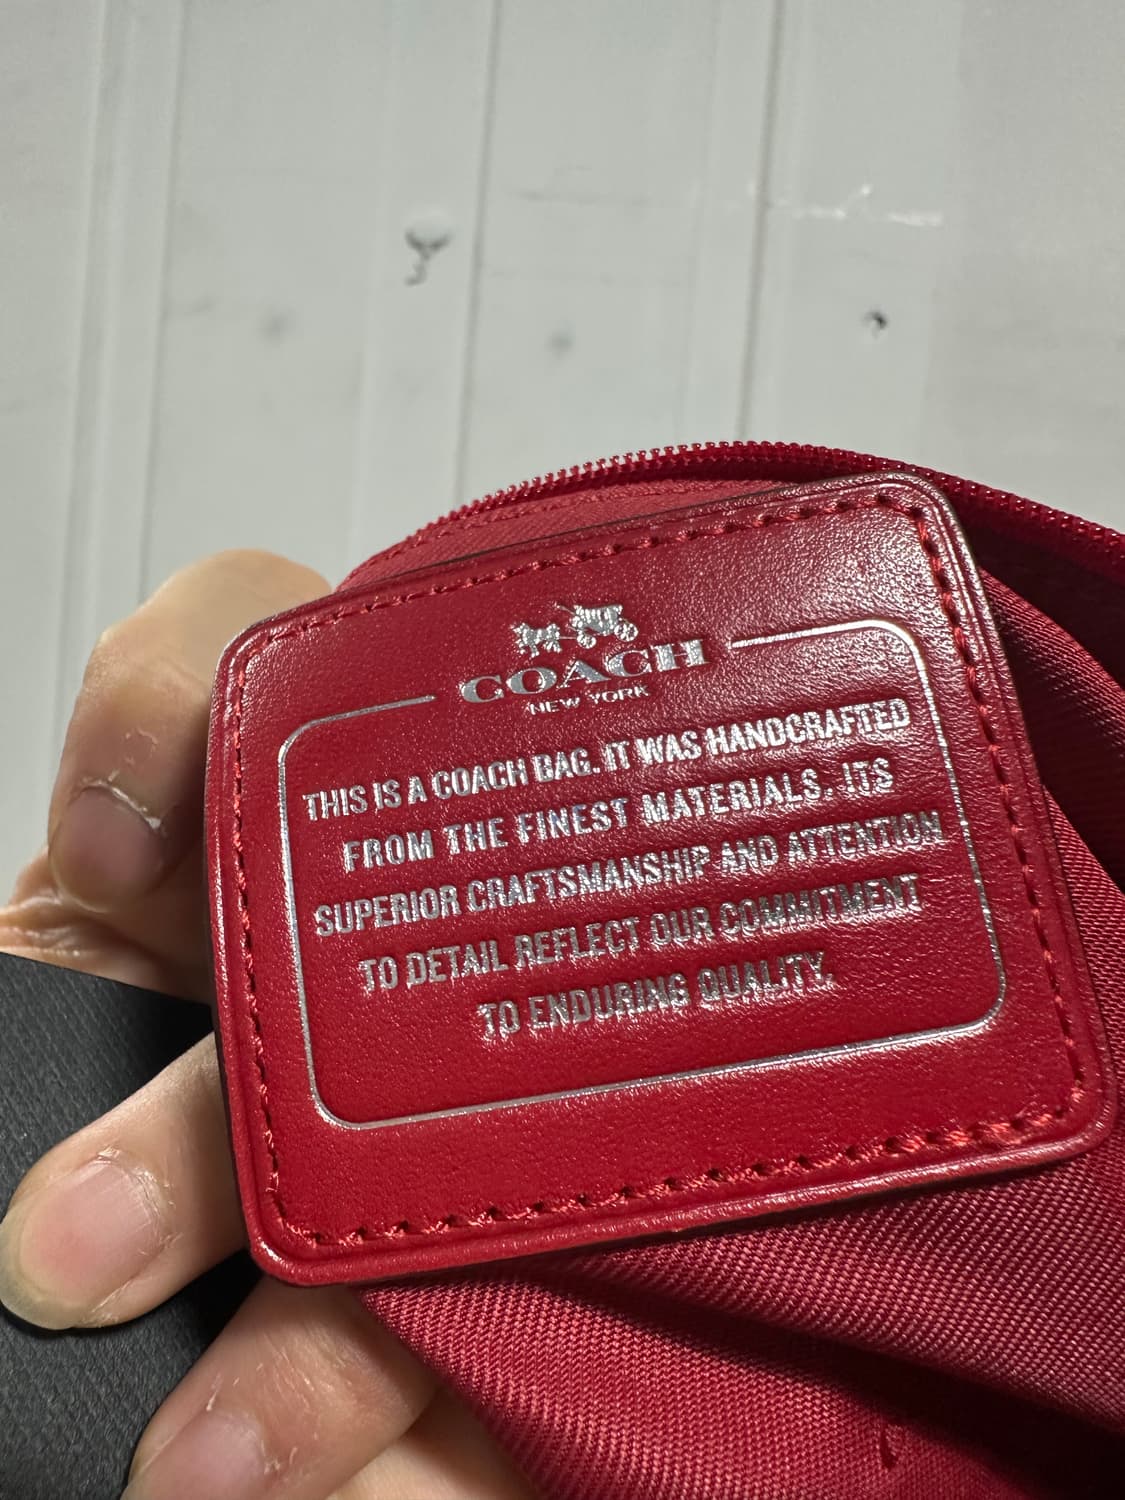 COACH
NEW YORK
THIS IS A COACH BAG. IT WAS HANDCRAFTED
FROM THE FINEST MATERIALS. ITS
SUPERIOR CRAFTSMANSHIP AND ATTENTION
TO DETAIL REFLECT OUR COMMITMENT
TO ENDURING QUALITY.